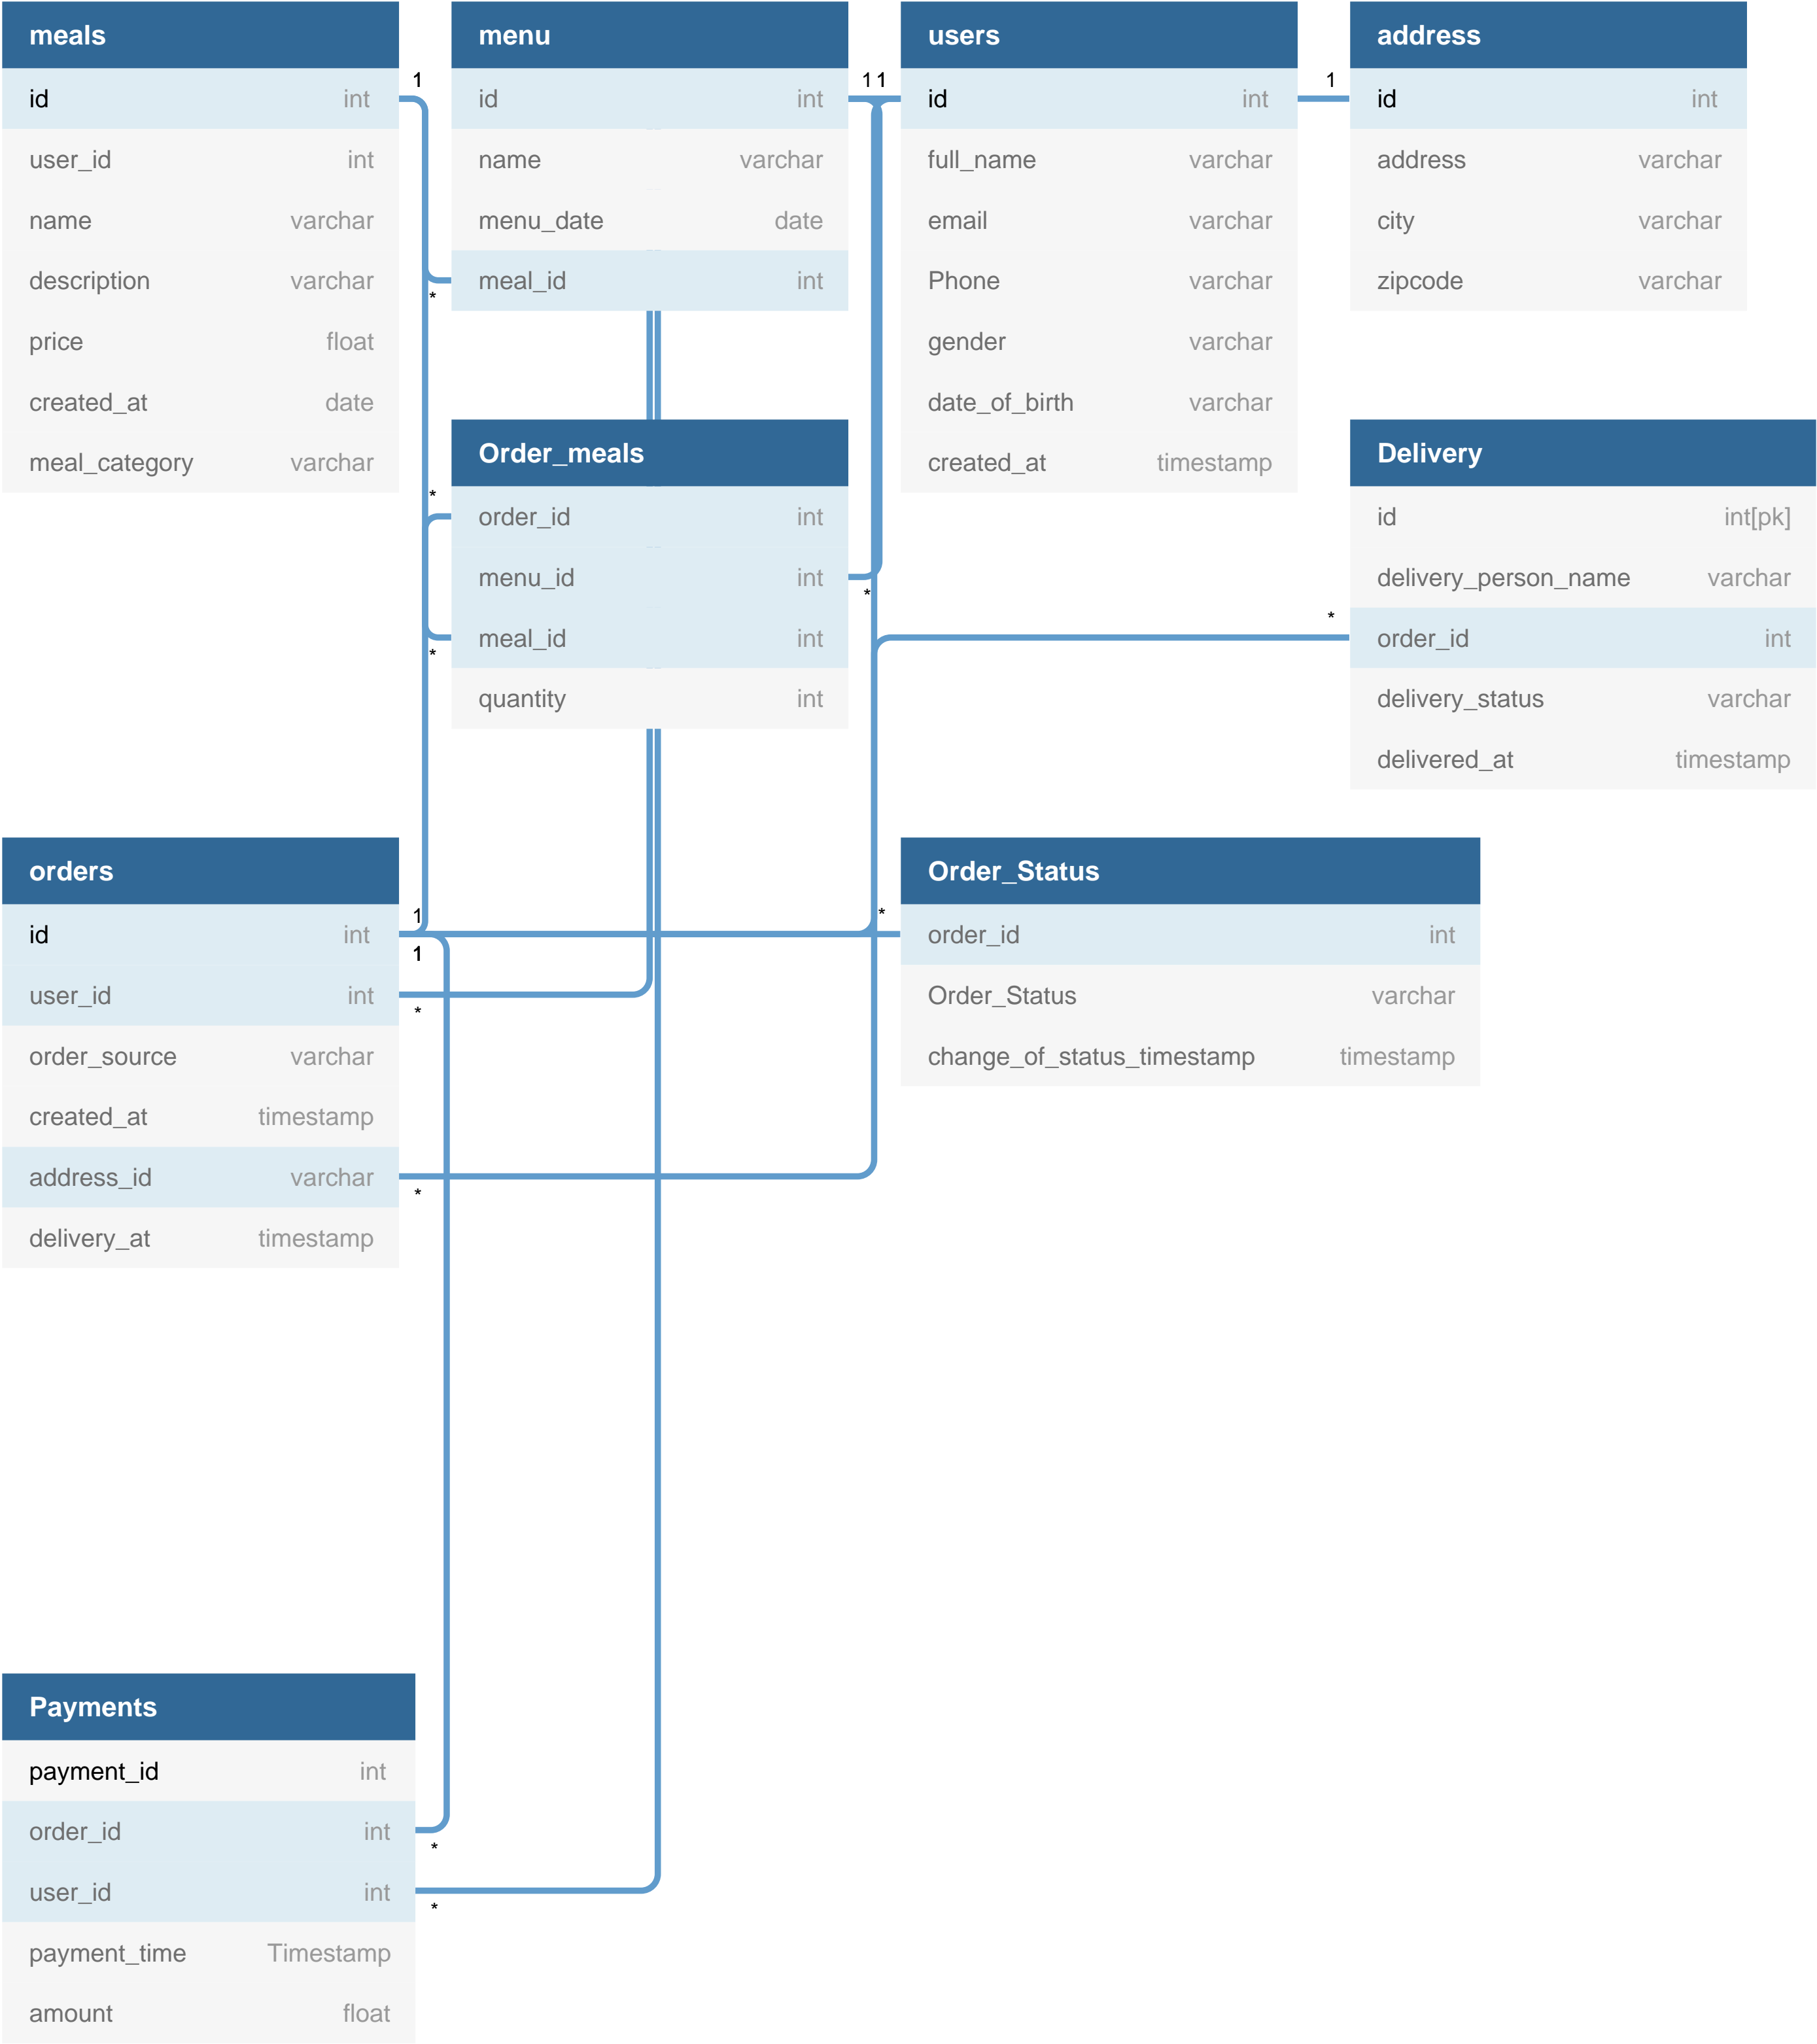 meals
id int
user_id int
name varchar
description varchar
price float
created_at date
meal_category varchar
menu
id int
name varchar
menu_date date
meal_id int
users
id int
full_name varchar
email varchar
Phone varchar
gender varchar
date_of_birth varchar
created_at timestamp
address
id int
address varchar
city varchar
zipcode varchar
1
*
1 1
1
Order_meals
order_id int
menu_id int
meal_id int
quantity int
*
*
*
Delivery
id int[pk]
delivery_person_name varchar
order_id int
delivery_status varchar
delivered_at timestamp
*
orders
id int
user_id int
order_source varchar
created_at timestamp
address_id varchar
delivery_at timestamp
1
1
*
*
Order_Status
order_id int
Order_Status varchar
change_of_status_timestamp timestamp
*
Payments
payment_id int
order_id int
user_id int
payment_time Timestamp
amount float
*
*